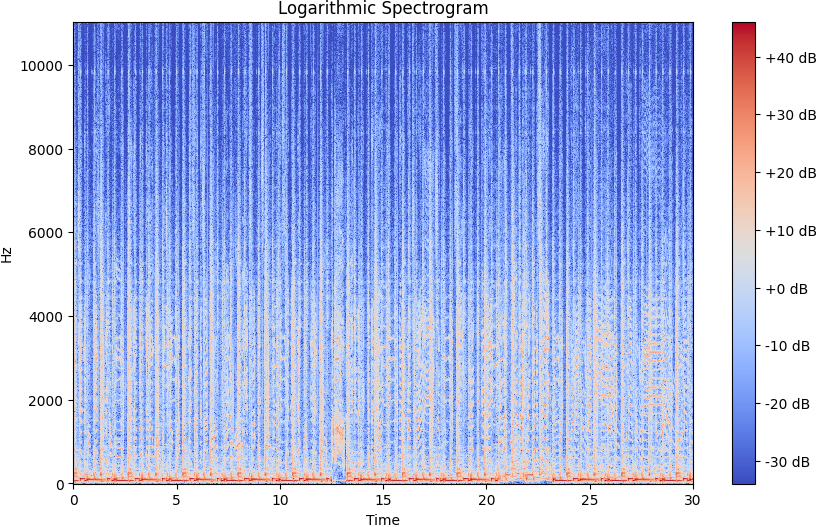 Logarithmic Spectrogram
Hz
10000
8000
6000
4000
2000
0
0 5 10 15 20 25 30
Time
+40 dB
+30 dB
+20 dB
+10 dB
+0 dB
-10 dB
-20 dB
-30 dB